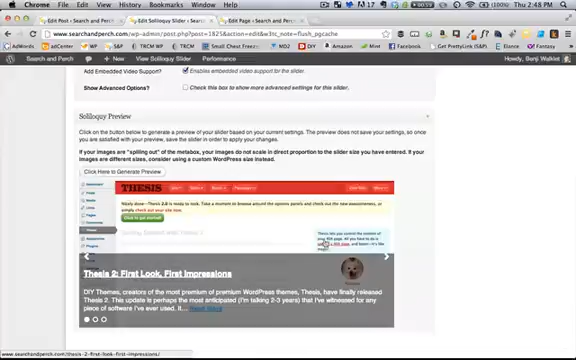 Chrome File Edit View History Bookmarks Window Help
Thu 2:48 PM
Edit Post ‹ Search and Perch
Edit Soliloquy Slider ‹ Search
Edit Page ‹ Search and Perch
www.searchandperch.com/wp-admin/post.php?post=1825&action=edit&w3tc_note=flush_pgcache
AdWords adCenter SP TRCM WP TRCM Small Chest Freezer DIY Amazon Mint Facebook Get PrettyLink (SEI) P
Search and Perch + New View Soliloquy Slider Performance Howdy, Benji Walklet
Add Embedded Video Support? Enables embedded video support for the slider.
Show Advanced Options? Check this box to show more advanced settings for this slider.
Soliloquy Preview
Click on the button below to generate a preview of your slider based on your current settings. The preview does not save your settings, so once
you are satisfied with your preview, save the slider in order to apply your changes.
If your images are "spilling out" of the metabox, your images do not scale in direct proportion to the slider size you have entered. If your
images are different sizes, consider using a custom WordPress size instead.
Click Here to Generate Preview
THESIS
Thesis 2: First Look, First Impressions
DIY Themes, creators of the most premium of premium WordPress themes, Thesis, have finally released
Thesis 2. This update is perhaps the most anticipated (I'm talking 2-3 years) that I've witnessed for any
piece of software I've ever used. It...
www.searchandperch.com/thesis-2-first-look-first-impressions/